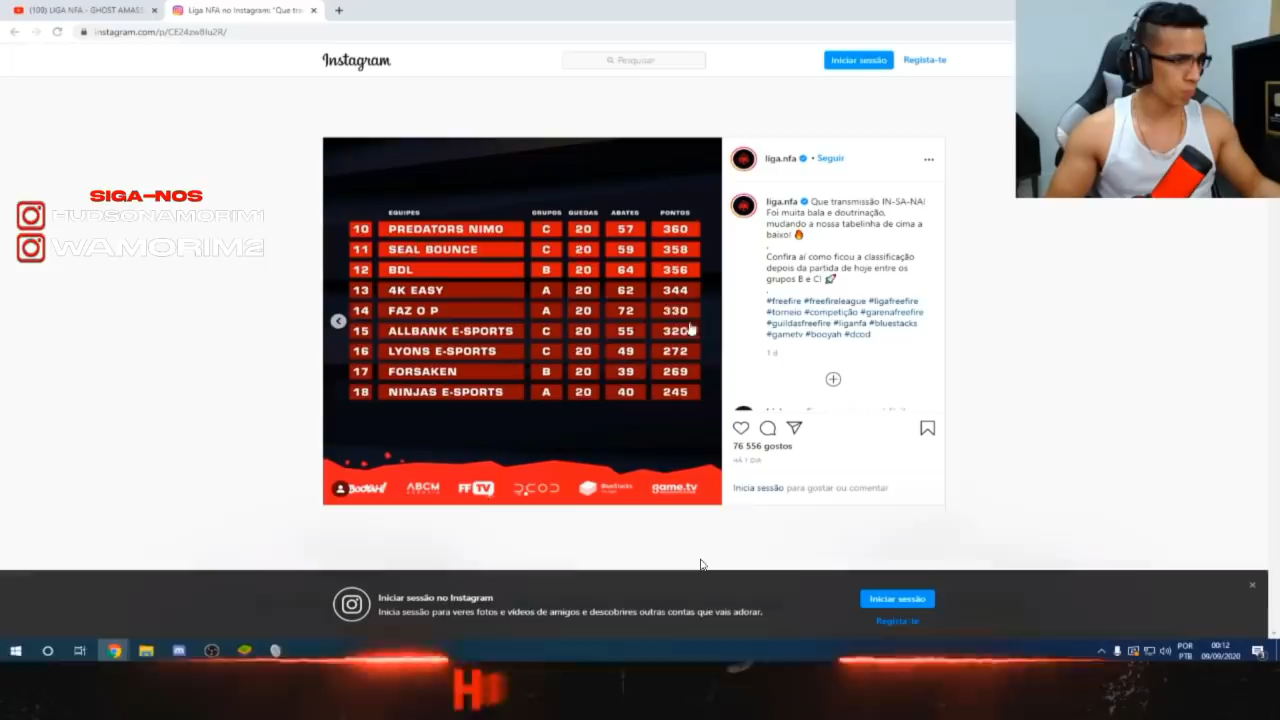 (109) LIGA NFA - GHOST AMASS
Liga NFA no Instagram: "Que tra
instagram.com/p/CE24zw8Iu2R/
Instagram
Pesquisar
Iniciar sessão
Regista-te
SIGA-NOS
HUDSONAMORIM1
WAMORIM2
EQUIPES GRUPOS QUEDAS ABATES PONTOS
10 PREDATORS NIMO C 20 57 360
11 SEAL BOUNCE C 20 59 358
12 BDL B 20 64 356
13 4K EASY A 20 62 344
14 FAZ O P A 20 72 330
15 ALLBANK E-SPORTS C 20 55 320
16 LYONS E-SPORTS C 20 49 272
17 FORSAKEN B 20 39 269
18 NINJAS E-SPORTS A 20 40 245
BOOYAH! ABCM FF TV DCOD BlueStacks game.tv
liga.nfa • Seguir
liga.nfa Que transmissão IN-SA-NA!
Foi muita bala e doutrinação,
mudando a nossa tabelinha de cima a
baixo! 🔥
.
Confira aí como ficou a classificação
depois da partida de hoje entre os
grupos B e C! 🚀
.
#freefire #freefireleague #ligafreefire
#torneio #competição #garenafreefire
#guildasfreefire #liganfa #bluestacks
#gametv #booyah #dcod
1 d
76 556 gostos
HÁ 1 DIA
Inicia sessão para gostar ou comentar
Iniciar sessão no Instagram
Inicia sessão para veres fotos e vídeos de amigos e descobrires outras contas que vais adorar.
Iniciar sessão
Regista-te
POR
PTB
00:12
09/09/2020
3
H